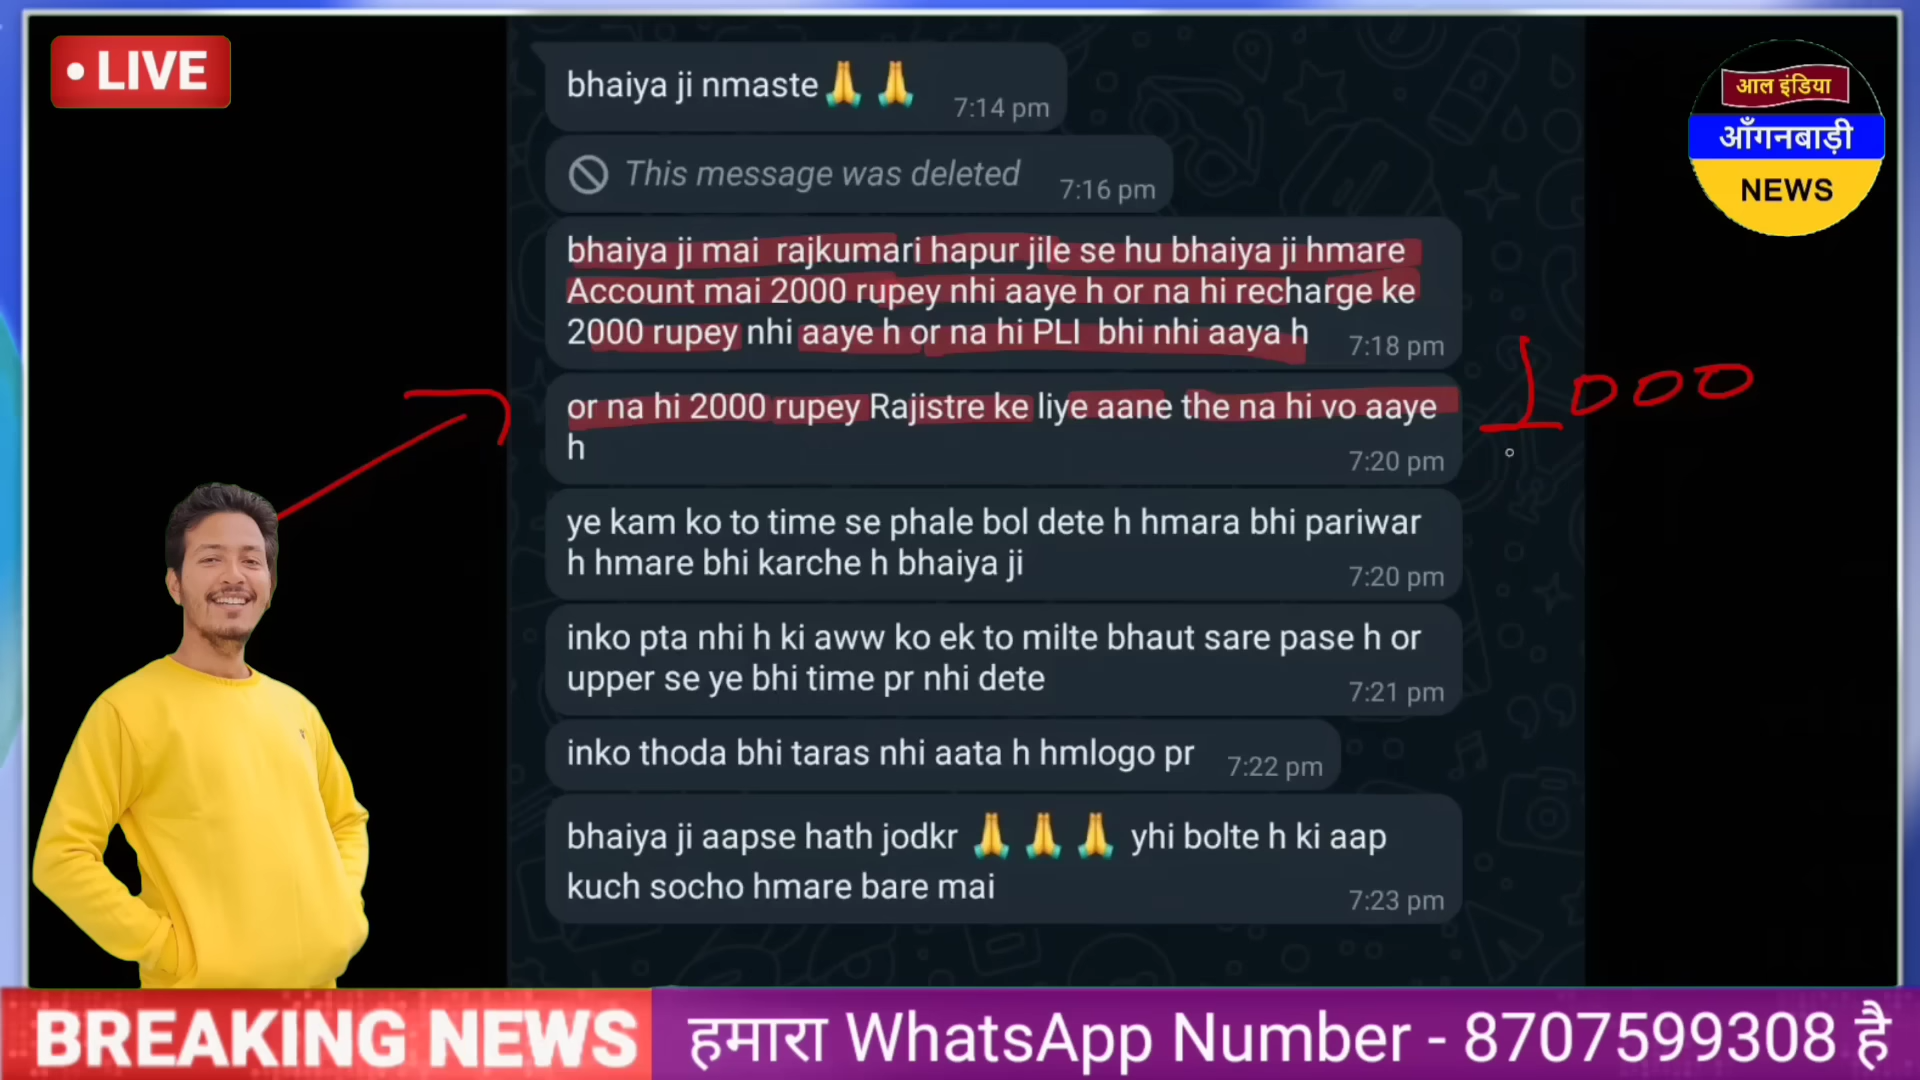 • LIVE
आल इंडिया
आँगनबाड़ी
NEWS
bhaiya ji nmaste🙏 🙏 7:14 pm
This message was deleted 7:16 pm
bhaiya ji mai rajkumari hapur jile se hu bhaiya ji hmare
Account mai 2000 rupey nhi aaye h or na hi recharge ke
2000 rupey nhi aaye h or na hi PLI bhi nhi aaya h 7:18 pm
or na hi 2000 rupey Rajistre ke liye aane the na hi vo aaye
h 7:20 pm
1000
ye kam ko to time se phale bol dete h hmara bhi pariwar
h hmare bhi karche h bhaiya ji 7:20 pm
inko pta nhi h ki aww ko ek to milte bhaut sare pase h or
upper se ye bhi time pr nhi dete 7:21 pm
inko thoda bhi taras nhi aata h hmlogo pr 7:22 pm
bhaiya ji aapse hath jodkr 🙏 🙏 🙏 yhi bolte h ki aap
kuch socho hmare bare mai 7:23 pm
BREAKING NEWS हमारा WhatsApp Number - 8707599308 है